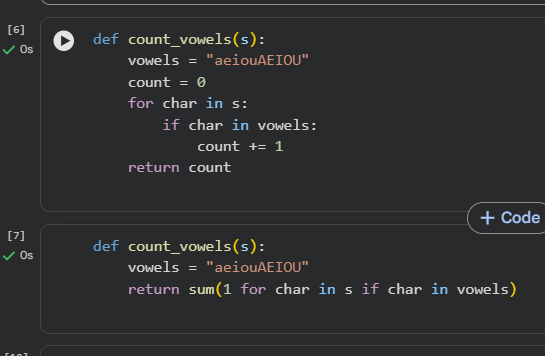 [6]
0s
def count_vowels(s):
    vowels = "aeiouAEIOU"
    count = 0
    for char in s:
        if char in vowels:
            count += 1
    return count
+ Code
[7]
0s
def count_vowels(s):
    vowels = "aeiouAEIOU"
    return sum(1 for char in s if char in vowels)